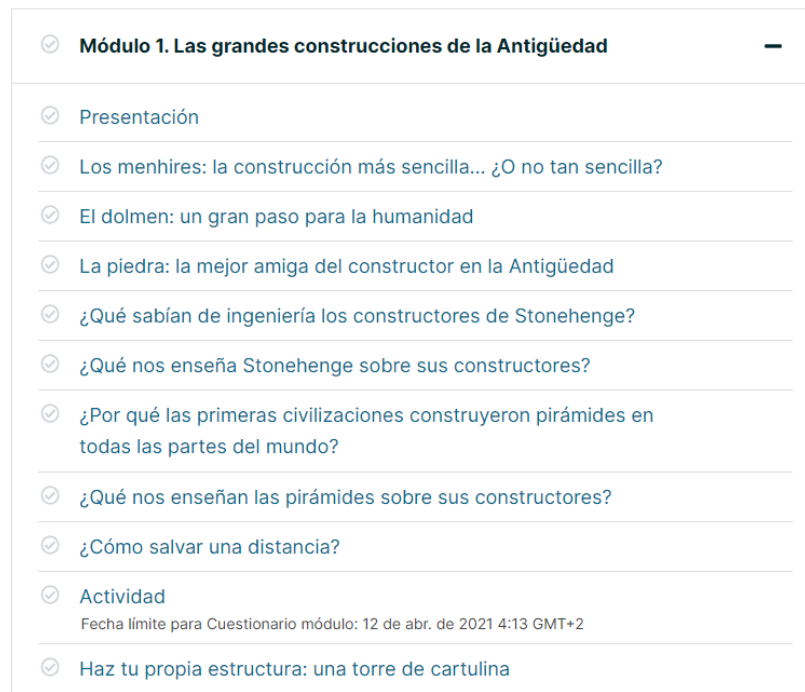 Módulo 1. Las grandes construcciones de la Antigüedad
Presentación
Los menhires: la construcción más sencilla... ¿O no tan sencilla?
El dolmen: un gran paso para la humanidad
La piedra: la mejor amiga del constructor en la Antigüedad
¿Qué sabían de ingeniería los constructores de Stonehenge?
¿Qué nos enseña Stonehenge sobre sus constructores?
¿Por qué las primeras civilizaciones construyeron pirámides en
todas las partes del mundo?
¿Qué nos enseñan las pirámides sobre sus constructores?
¿Cómo salvar una distancia?
Actividad
Fecha límite para Cuestionario módulo: 12 de abr. de 2021 4:13 GMT+2
Haz tu propia estructura: una torre de cartulina